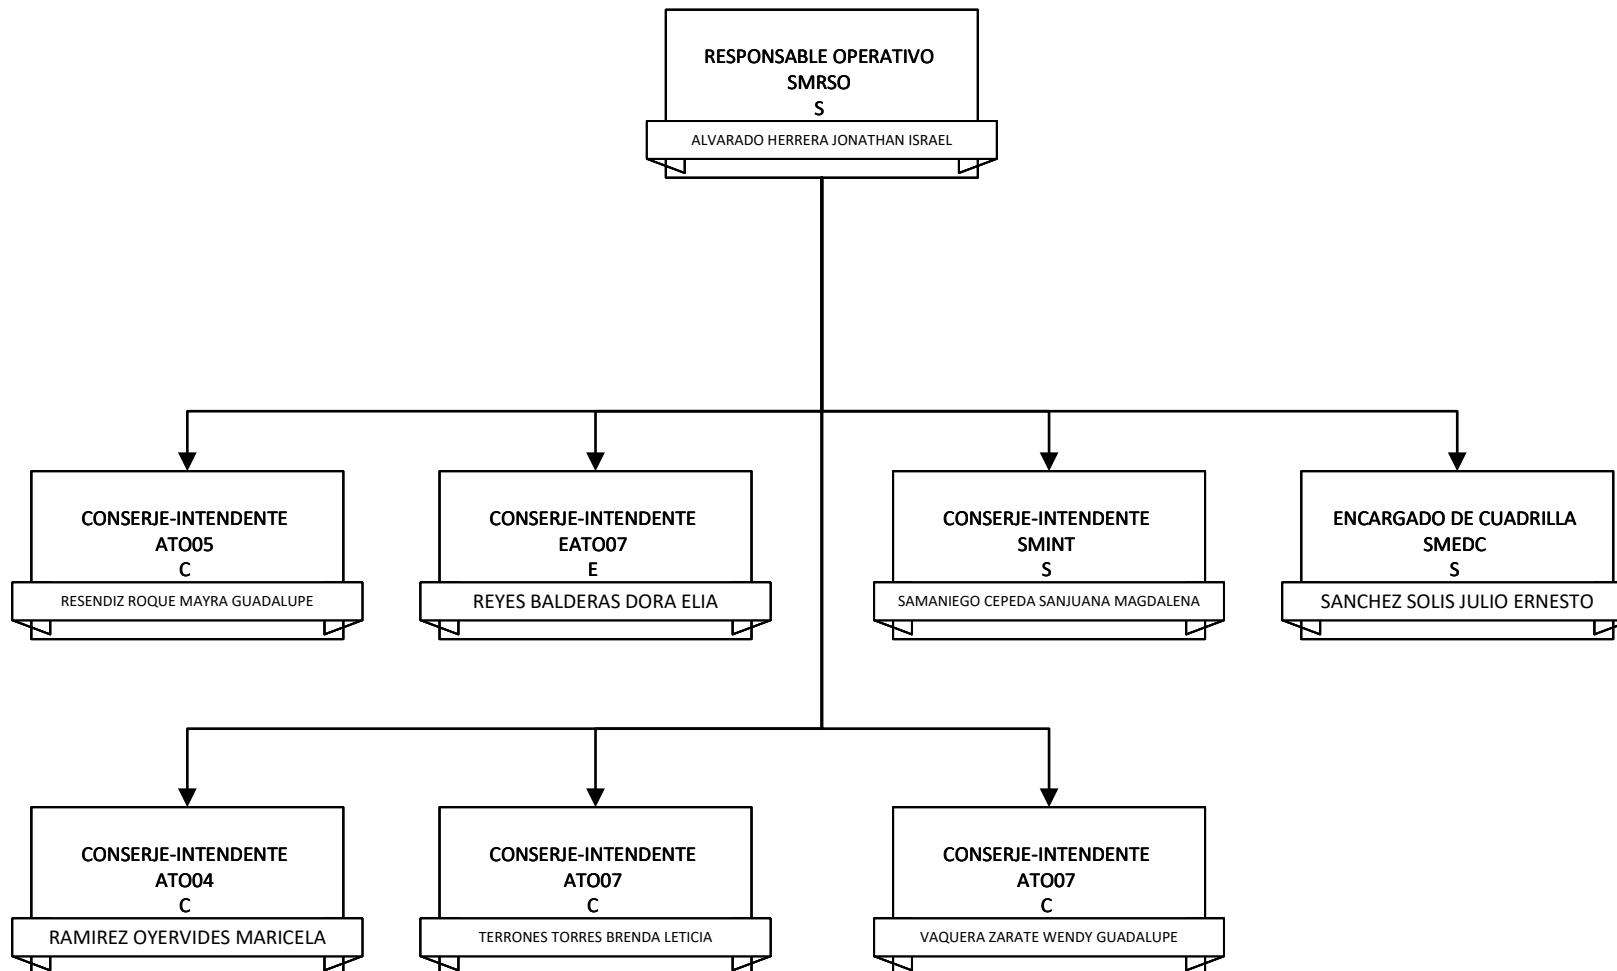 RESPONSABLE OPERATIVO
SMRSO
S
ALVARADO HERRERA JONATHAN ISRAEL
CONSERJE-INTENDENTE
ATO05
C
RESENDIZ ROQUE MAYRA GUADALUPE
CONSERJE-INTENDENTE
EATO07
E
REYES BALDERAS DORA ELIA
CONSERJE-INTENDENTE
SMINT
S
SAMANIEGO CEPEDA SANJUANA MAGDALENA
ENCARGADO DE CUADRILLA
SMEDC
S
SANCHEZ SOLIS JULIO ERNESTO
CONSERJE-INTENDENTE
ATO04
C
RAMIREZ OYERVIDES MARICELA
CONSERJE-INTENDENTE
ATO07
C
TERRONES TORRES BRENDA LETICIA
CONSERJE-INTENDENTE
ATO07
C
VAQUERA ZARATE WENDY GUADALUPE